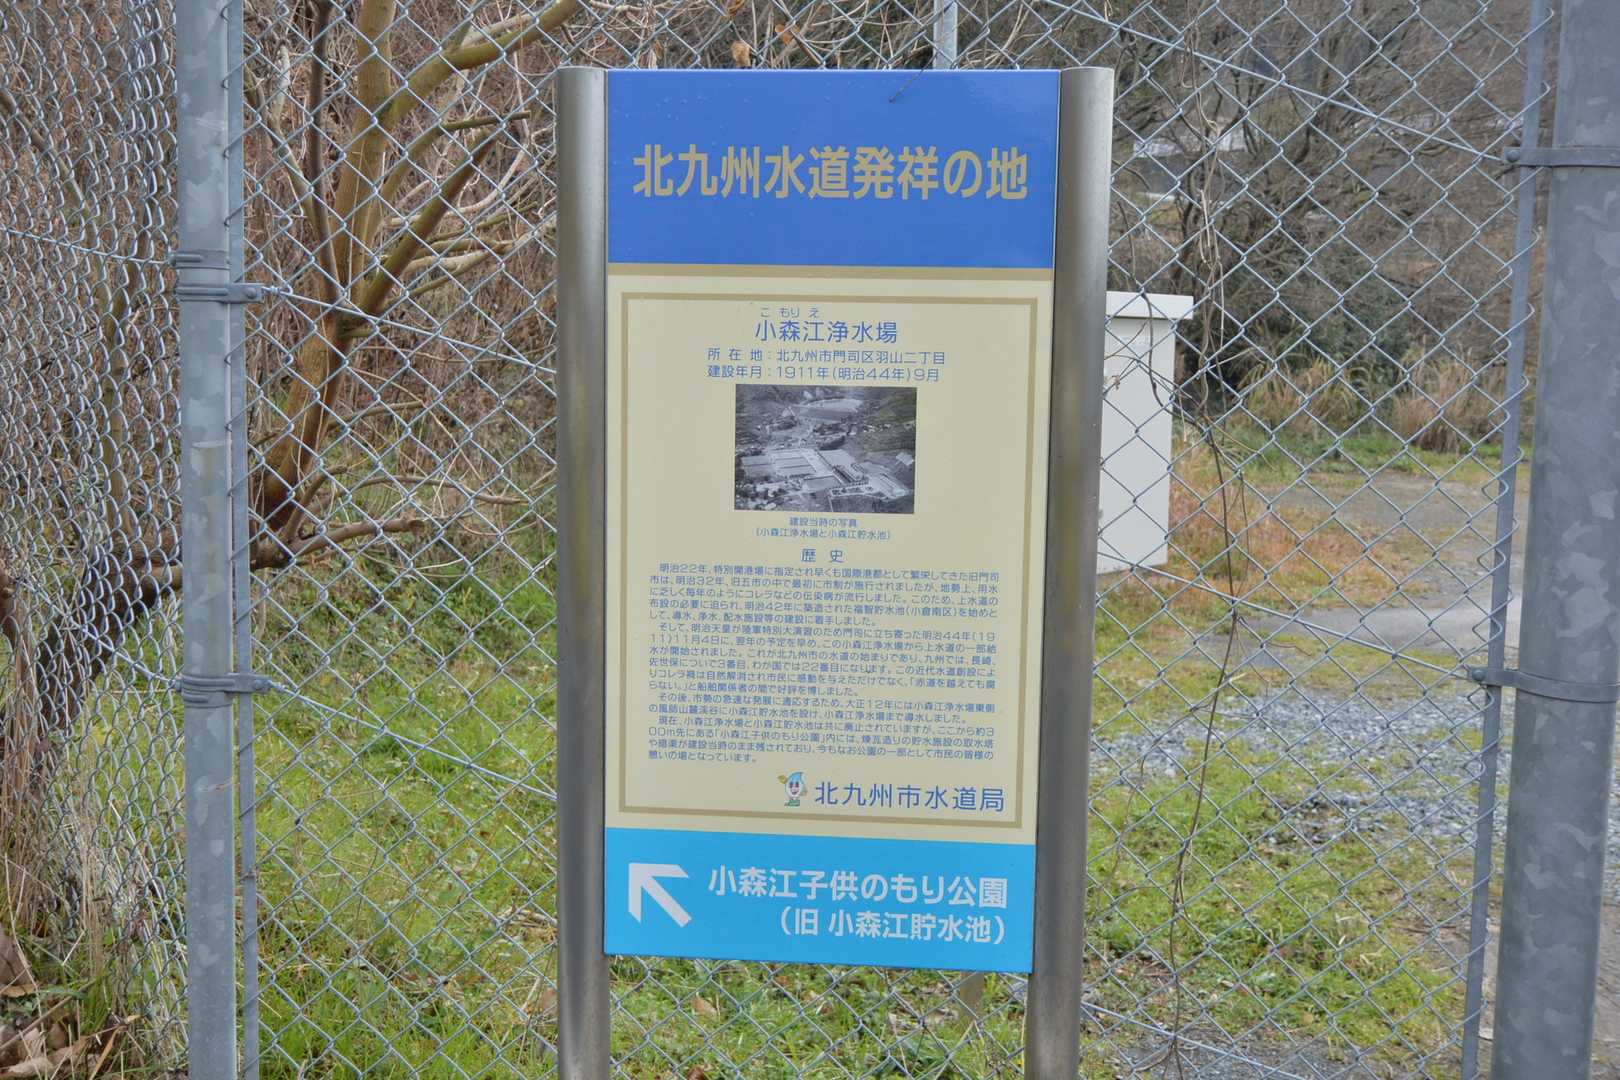 北九州水道発祥の地
こ もり え
小森江浄水場
所在地：北九州市門司区羽山二丁目
建設年月：1911年(明治44年)9月
建設当時の写真
(小森江浄水場と小森江貯水池)
歴史
明治22年、特別開港場に指定され早くも国際港都として繁栄してきた旧門司
市は、明治32年、旧五市の中で最初に市制が施行されましたが、地勢上、用水
に乏しく毎年のようにコレラなどの伝染病が流行しました。このため、上水道の
布設の必要に迫られ、明治42年に築造された福智貯水池(小倉南区)を始めと
して、導水、浄水、配水施設等の建設に着手しました。
そして、明治天皇が陸軍特別大演習のため門司に立ち寄った明治44年(19
11)11月4日に、翌年の予定を早め、この小森江浄水場から上水道の一部給
水が開始されました。これが北九州市の水道の始まりであり、九州では、長崎、
佐世保について3番目、わが国では22番目になります。この近代水道創設によ
りコレラ禍は自然解消され市民に感動を与えただけでなく、「赤道を越えても腐
らない。」と船舶関係者の間で好評を博しました。
その後、市勢の急速な発展に適応するため、大正12年には小森江浄水場東側
の風師山麓渓谷に小森江貯水池を設け、小森江浄水場まで導水しました。
現在、小森江浄水場と小森江貯水池は共に廃止されていますが、ここから約3
00m先にある「小森江子供のもり公園」内には、煉瓦造りの貯水施設の取水塔
や堰堤が建設当時のまま残されており、今もなお公園の一部として市民の皆様の
憩いの場となっています。
北九州市水道局
小森江子供のもり公園
(旧 小森江貯水池)